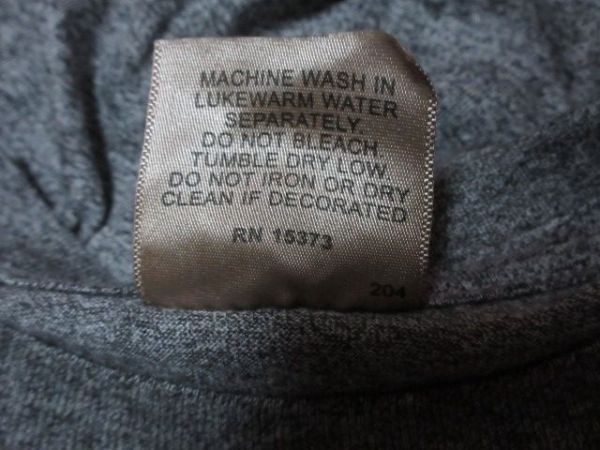 MACHINE WASH IN
LUKEWARM WATER
SEPARATELY.
DO NOT BLEACH.
TUMBLE DRY LOW.
DO NOT IRON OR DRY
CLEAN IF DECORATED
RN 15373
204